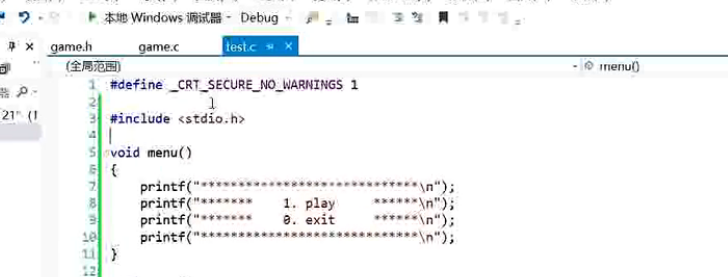 本地 Windows 调试器 Debug
game.h game.c test.c
(全局范围) menu()
1 #define _CRT_SECURE_NO_WARNINGS 1
2
3 #include <stdio.h>
4
5 void menu()
6 {
7 printf("*****************************\n");
8 printf("******* 1. play ******\n");
9 printf("******* 0. exit ******\n");
10 printf("*****************************\n");
11 }
12
21" (1